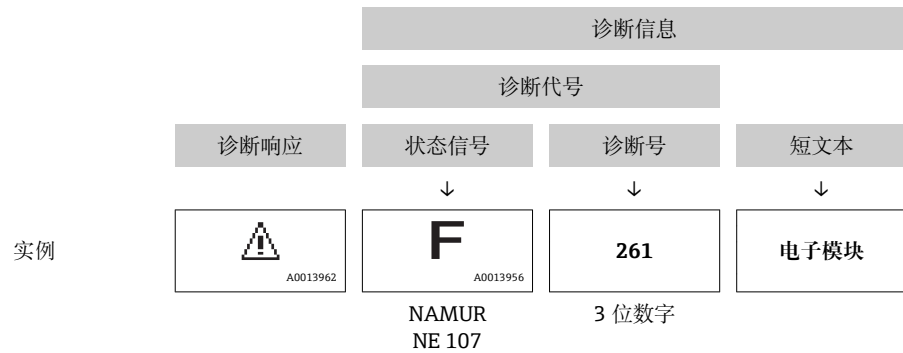 诊断信息
诊断代号
诊断响应 状态信号 诊断号 短文本
↓ ↓ ↓
实例 F 261 电子模块
A0013962 A0013956
NAMUR 3 位数字
NE 107